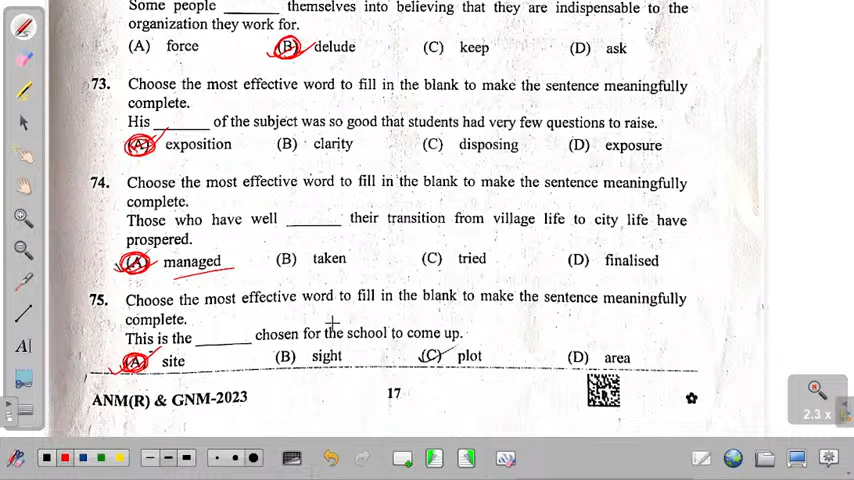 Some people ______ themselves into believing that they are indispensable to the
organization they work for.
(A) force (B) delude (C) keep (D) ask
73. Choose the most effective word to fill in the blank to make the sentence meaningfully
complete.
His ______ of the subject was so good that students had very few questions to raise.
(A) exposition (B) clarity (C) disposing (D) exposure
74. Choose the most effective word to fill in the blank to make the sentence meaningfully
complete.
Those who have well ______ their transition from village life to city life have
prospered.
(A) managed (B) taken (C) tried (D) finalised
75. Choose the most effective word to fill in the blank to make the sentence meaningfully
complete.
This is the ______ chosen for the school to come up.
(A) site (B) sight (C) plot (D) area
ANM(R) & GNM-2023 17
2.3 x
A